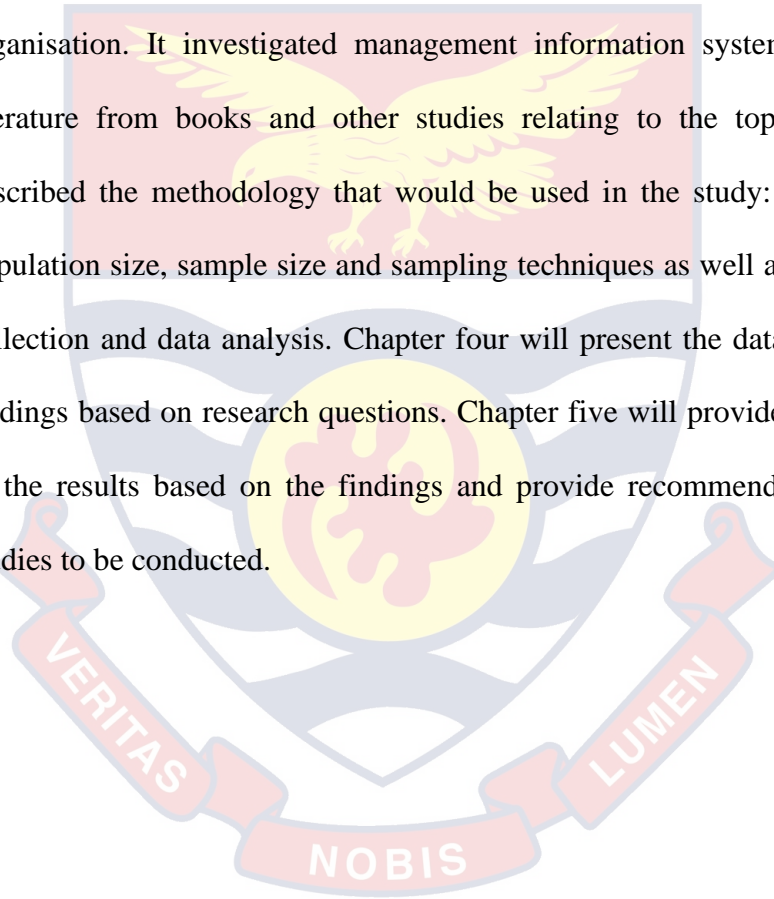 ganisation. It investigated management information system
erature from books and other studies relating to the top
scribed the methodology that would be used in the study:
pulation size, sample size and sampling techniques as well a
llection and data analysis. Chapter four will present the data
dings based on research questions. Chapter five will provide
the results based on the findings and provide recommend
dies to be conducted.
VERITAS
NOBIS
LUMEN